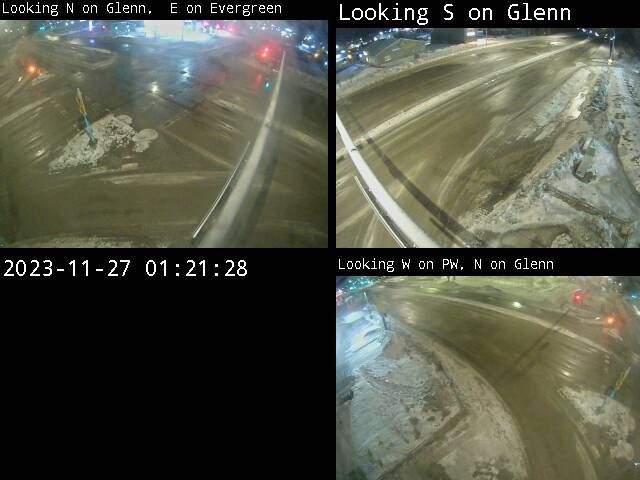 Looking N on Glenn, E on Evergreen
Looking S on Glenn
2023-11-27 01:21:28
Looking W on PW, N on Glenn